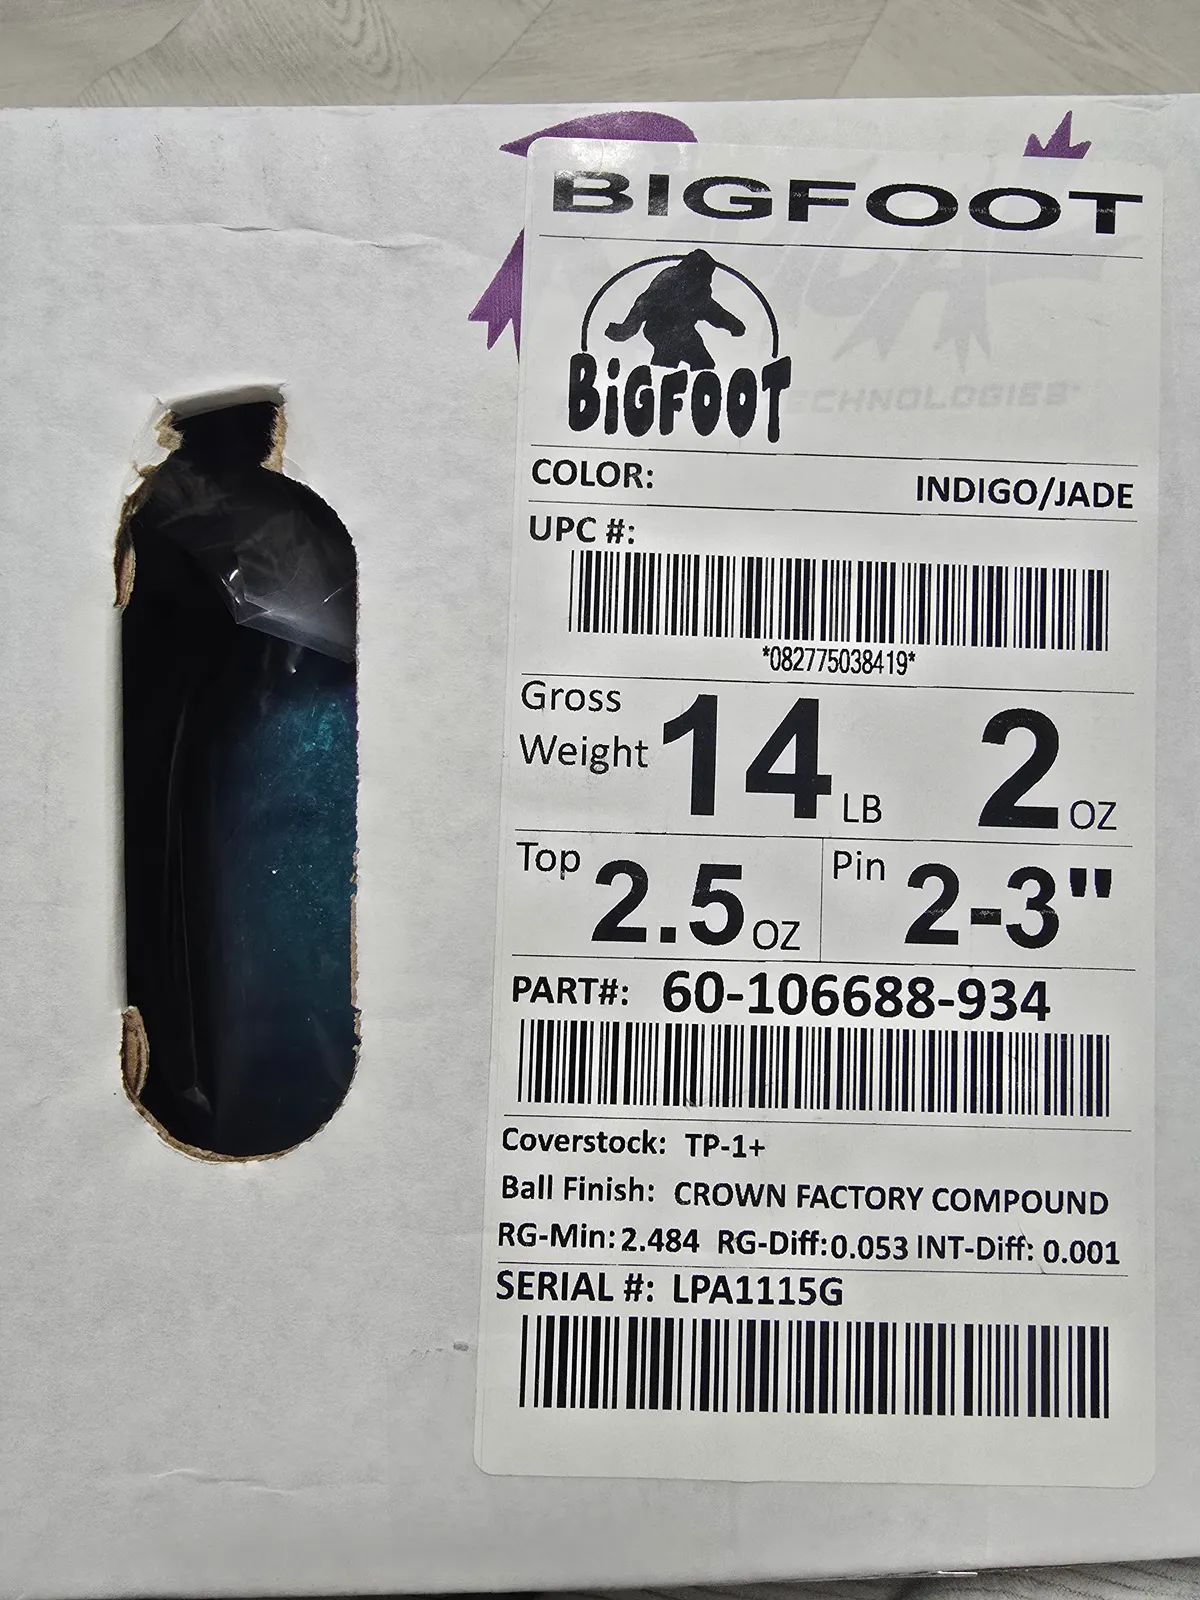 BIGFOOT
BiGFOOT
TECHNOLOGIES
COLOR: INDIGO/JADE
UPC #:
*082775038419*
Gross Weight 14 LB 2 OZ
Top 2.5 OZ Pin 2-3"
PART#: 60-106688-934
Coverstock: TP-1+
Ball Finish: CROWN FACTORY COMPOUND
RG-Min: 2.484 RG-Diff: 0.053 INT-Diff: 0.001
SERIAL #: LPA1115G